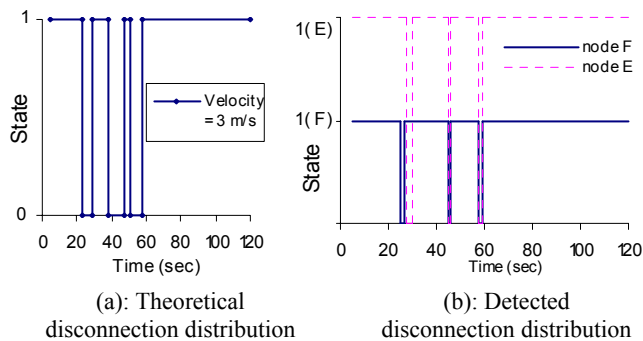 1
State
0
Velocity
= 3 m/s
0 20 40 60 80 100 120
Time (sec)
(a): Theoretical
disconnection distribution
1(E)
1(F)
State
node F
node E
0 20 40 60 80 100 120
Time (sec)
(b): Detected
disconnection distribution